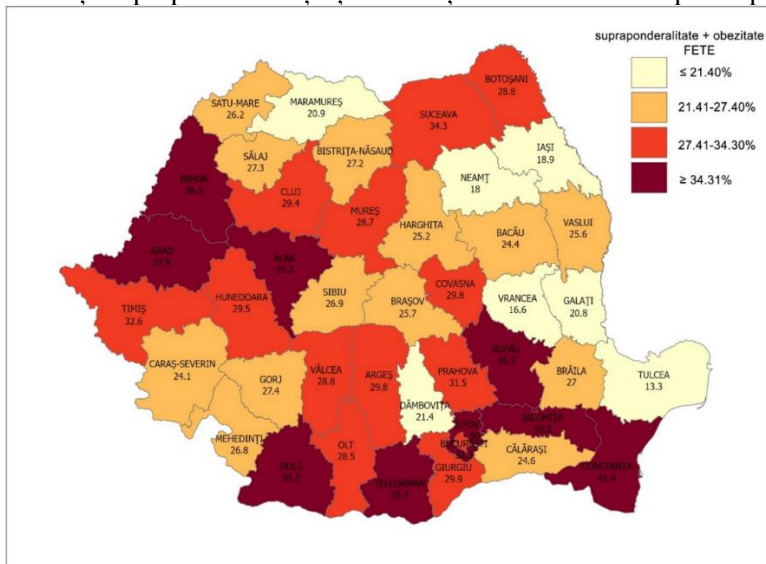 supraponderalitate + obezitate
FETE
≤ 21.40%
21.41-27.40%
27.41-34.30%
≥ 34.31%
BOTOȘANI
28.8
SATU-MARE
26.2
MARAMUREȘ
20.9
SUCEAVA
34.3
IAȘI
18.9
SĂLAJ
27.3
BISTRIȚA-NĂSAUD
27.2
NEAMȚ
18
BIHOR
CLUJ
29.4
MUREȘ
28.7
HARGHITA
25.2
BACĂU
24.4
VASLUI
25.6
ARAD
ALBA
35.2
TIMIȘ
32.6
HUNEDOARA
29.5
SIBIU
26.9
BRAȘOV
25.7
COVASNA
29.8
VRANCEA
16.6
GALAȚI
20.8
CARAȘ-SEVERIN
24.1
GORJ
27.4
VÂLCEA
28.8
ARGEȘ
29.8
PRAHOVA
31.5
BUZĂU
BRĂILA
27
TULCEA
13.3
DÂMBOVIȚA
21.4
MEHEDINȚI
26.8
OLT
28.5
IALOMIȚA
BUCUREȘTI
CĂLĂRAȘI
24.6
DOLJ
35.2
TELEORMAN
GIURGIU
29.9
CONSTANȚA